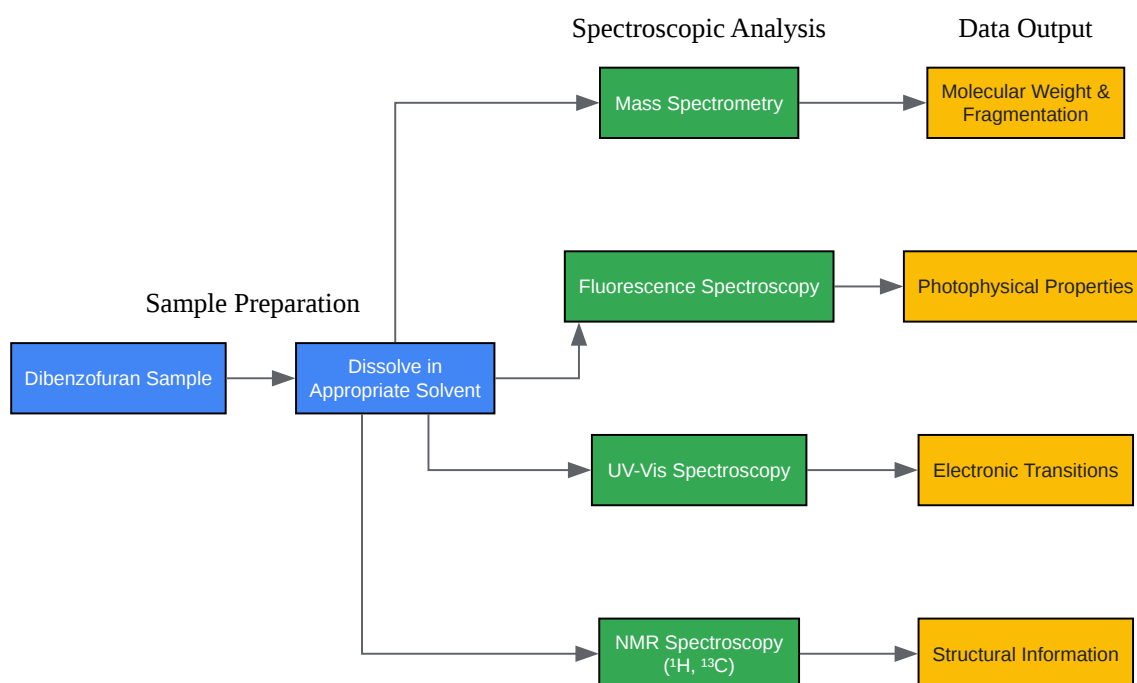 Spectroscopic Analysis
Data Output
Mass Spectrometry
Molecular Weight &
Fragmentation
Sample Preparation
Fluorescence Spectroscopy
Photophysical Properties
Dibenzofuran Sample
Dissolve in
Appropriate Solvent
UV-Vis Spectroscopy
Electronic Transitions
NMR Spectroscopy
(¹H, ¹³C)
Structural Information